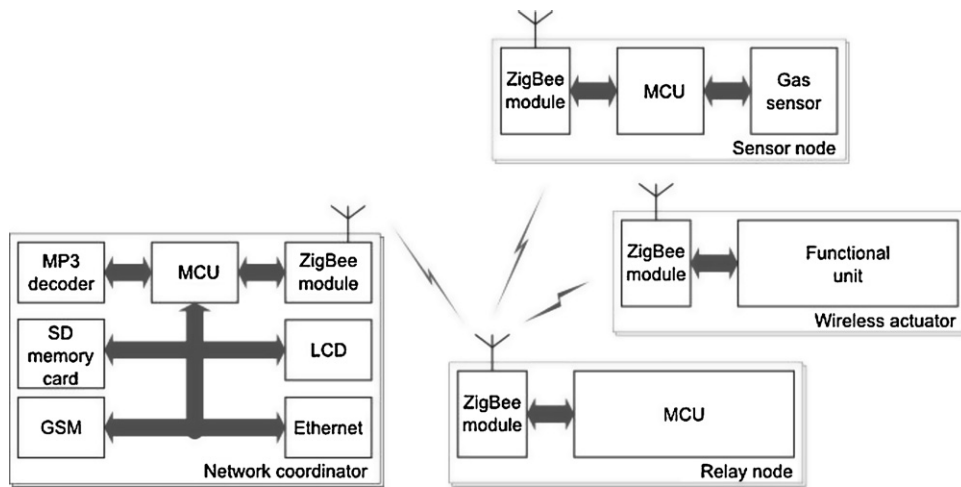 ZigBee
module
MCU
Gas
sensor
Sensor node
ZigBee
module
Functional
unit
Wireless actuator
MP3
decoder
MCU
ZigBee
module
SD
memory
card
LCD
GSM
Ethernet
Network coordinator
ZigBee
module
MCU
Relay node